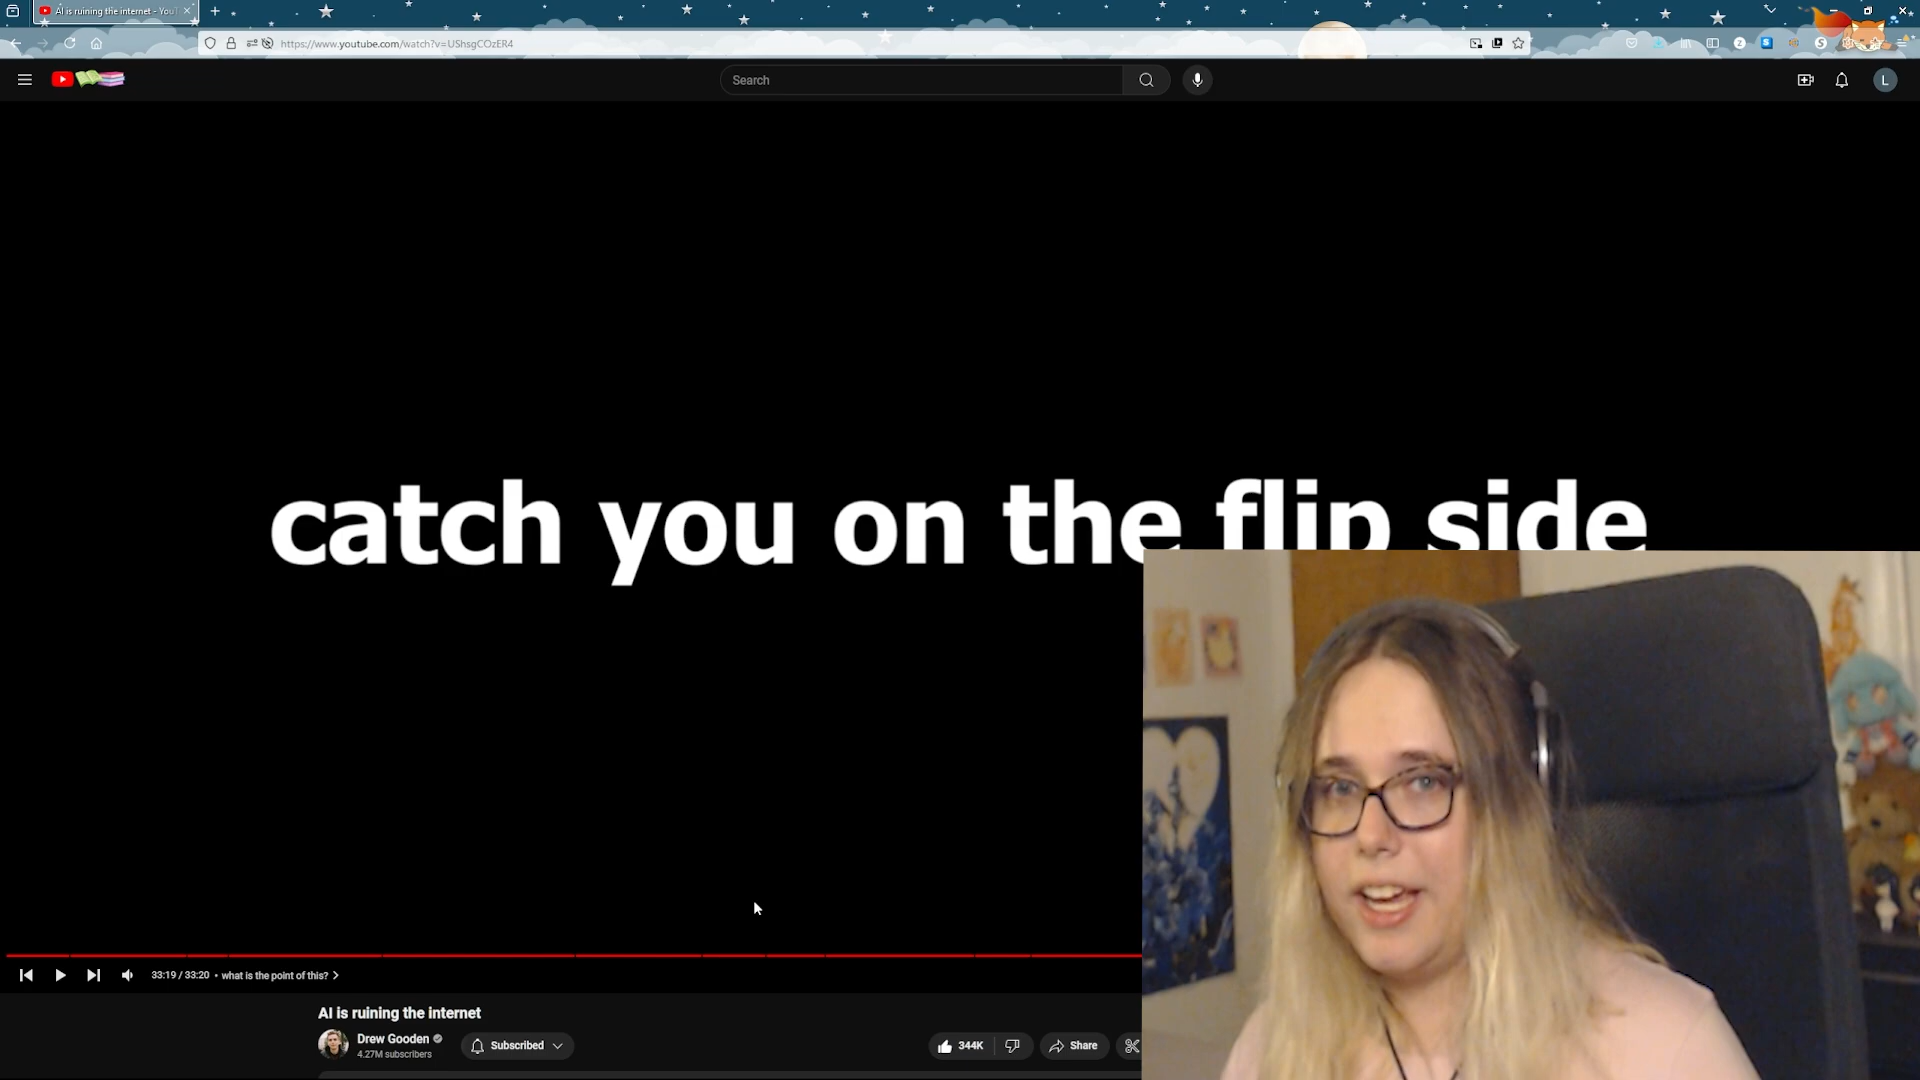 AI is ruining the internet - YouT
https://www.youtube.com/watch?v=UShsgCOzER4
Search
L
catch you on the flip side
33:19 / 33:20 • what is the point of this? >
AI is ruining the internet
Drew Gooden
4.27M subscribers
Subscribed
344K
Share